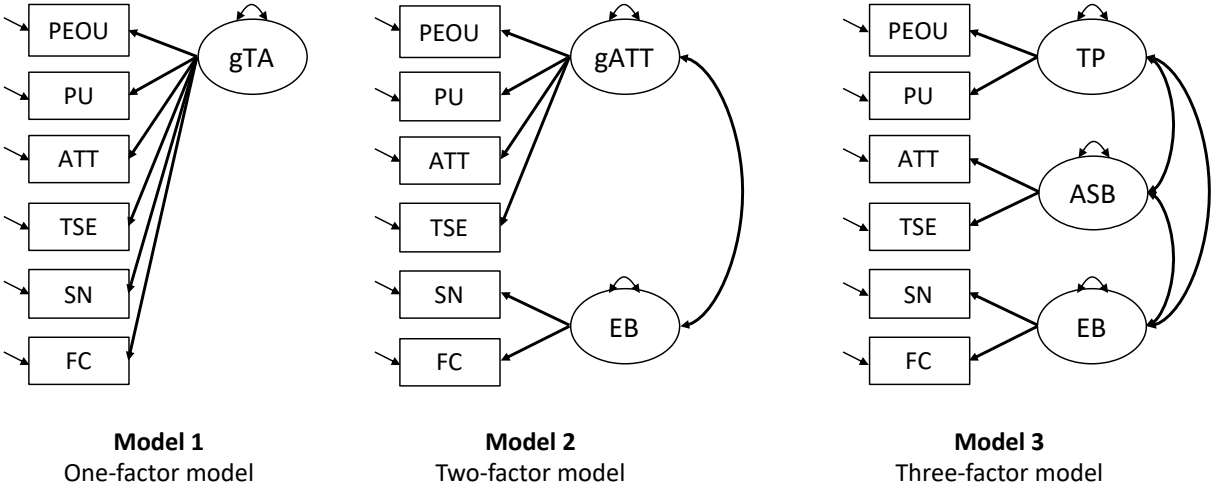 PEOU
PU
ATT
TSE
SN
FC
gTA
Model 1
One-factor model
PEOU
PU
ATT
TSE
SN
FC
gATT
EB
Model 2
Two-factor model
PEOU
PU
ATT
TSE
SN
FC
TP
ASB
EB
Model 3
Three-factor model